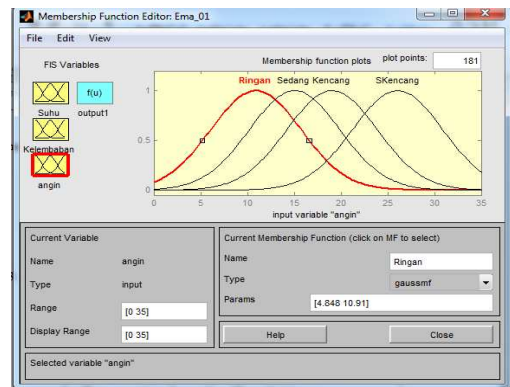 Membership Function Editor: Ema_01
File Edit View
FIS Variables
Membership function plots plot points: 181
f(u)
Suhu output1
Kelembaban
angin
Ringan Sedang Kencang SKencang
1
0.5
0
0 5 10 15 20 25 30 35
input variable "angin"
Current Variable
Name angin
Type input
Range [0 35]
Display Range [0 35]
Current Membership Function (click on MF to select)
Name Ringan
Type gaussmf
Params [4.848 10.91]
Help Close
Selected variable "angin"